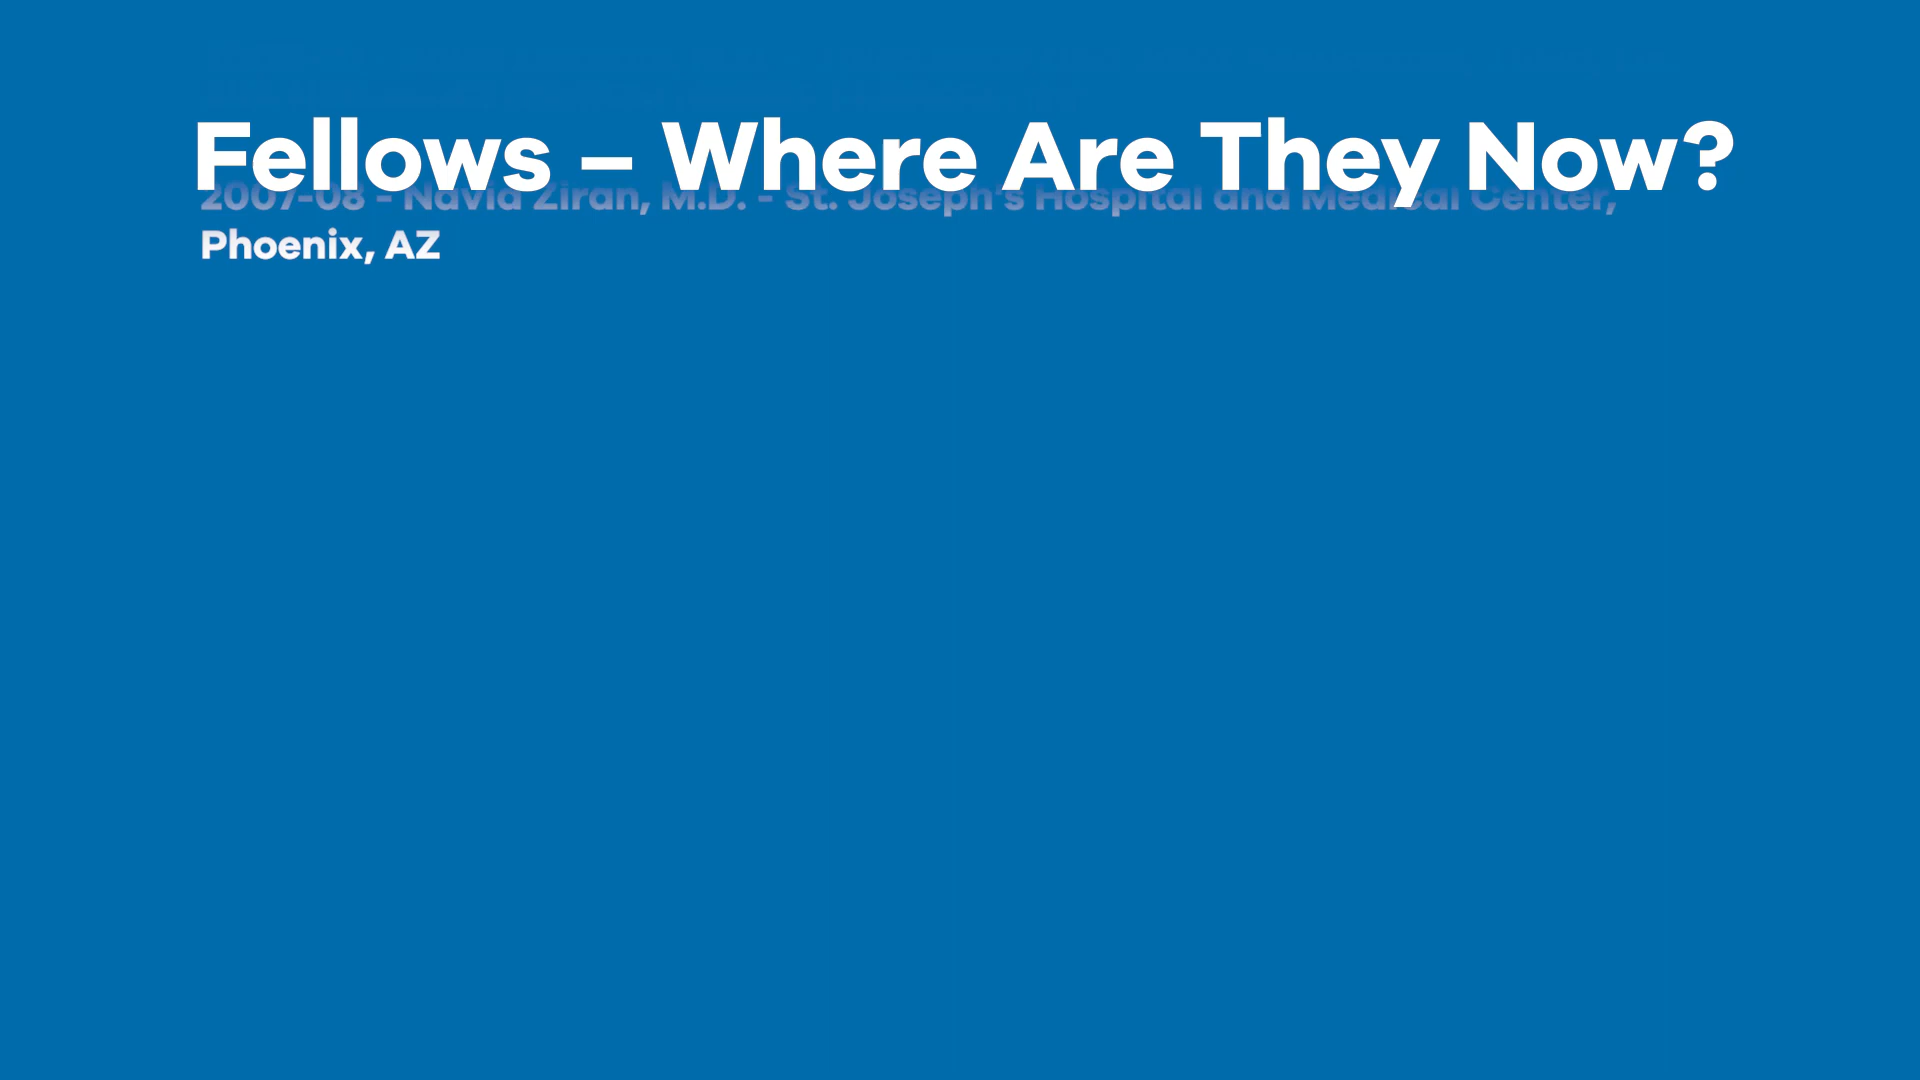 Fellows – Where Are They Now?
2007-08 - Navid Ziran, M.D. - St. Joseph's Hospital and Medical Center,
Phoenix, AZ